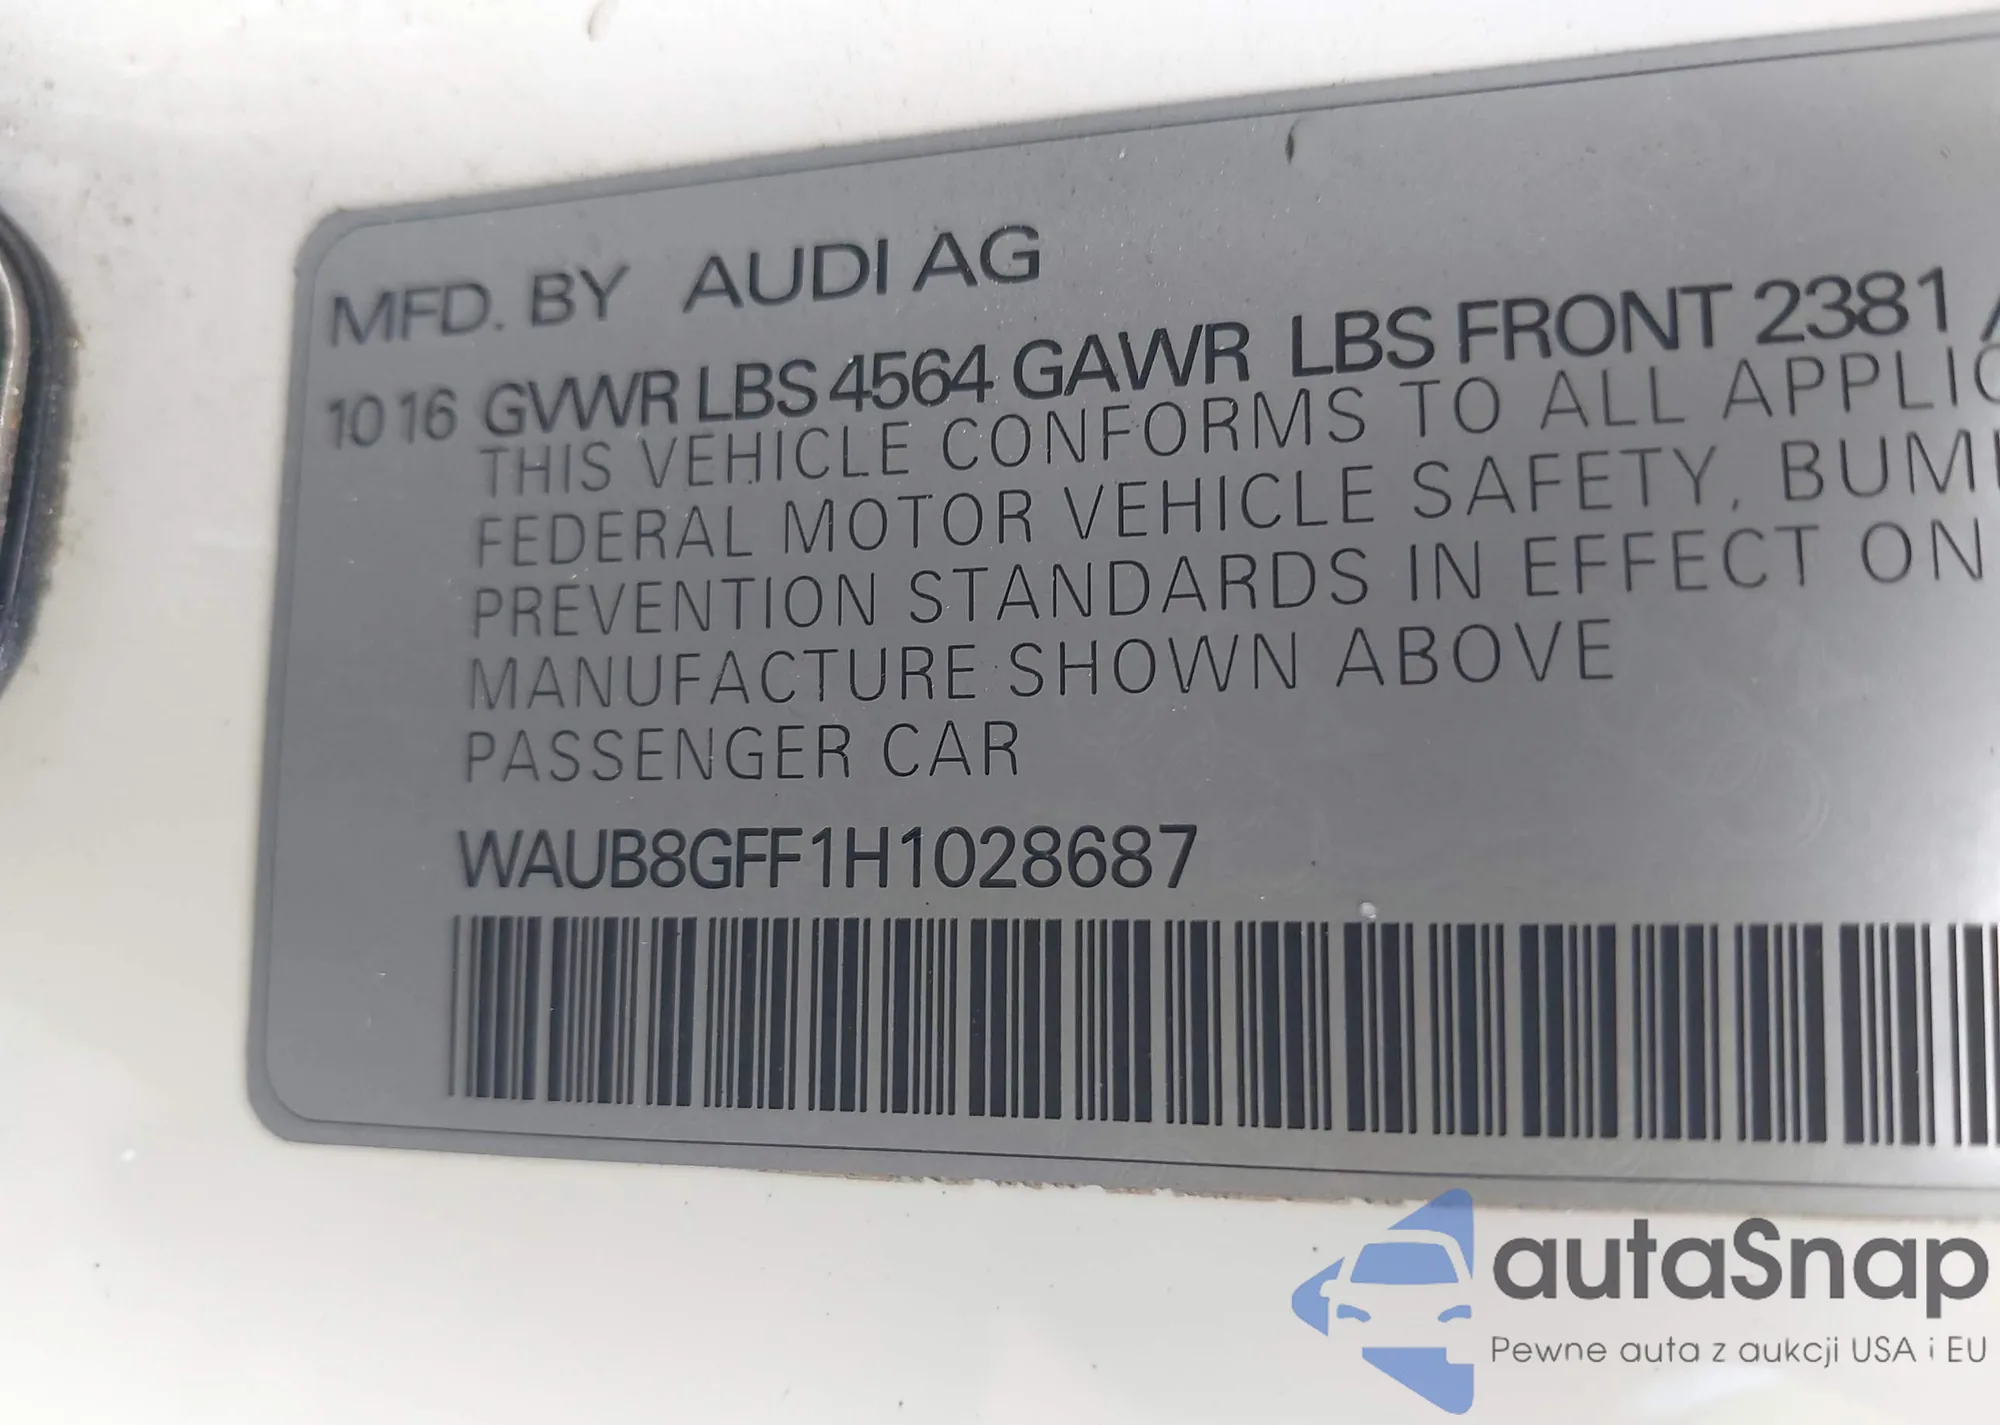 MFD. BY AUDI AG
10 16 GVWR LBS 4564 GAWR LBS FRONT 2381
THIS VEHICLE CONFORMS TO ALL
FEDERAL MOTOR VEHICLE SAFETY,
PREVENTION STANDARDS IN EFFECT ON
MANUFACTURE SHOWN ABOVE
PASSENGER CAR
WAUB8GFF1H1028687
autaSnap
Pewne auta z aukcji USA i EU